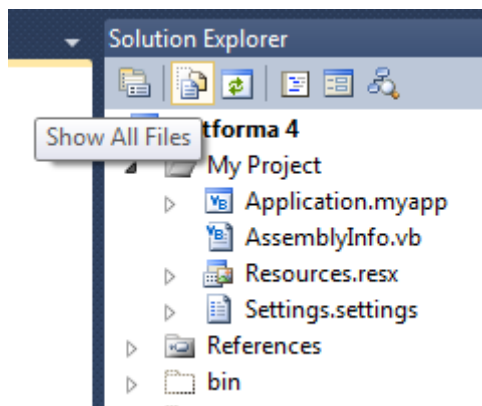 Solution Explorer
Show All Files
tforma 4
My Project
Application.myapp
AssemblyInfo.vb
Resources.resx
Settings.settings
References
bin